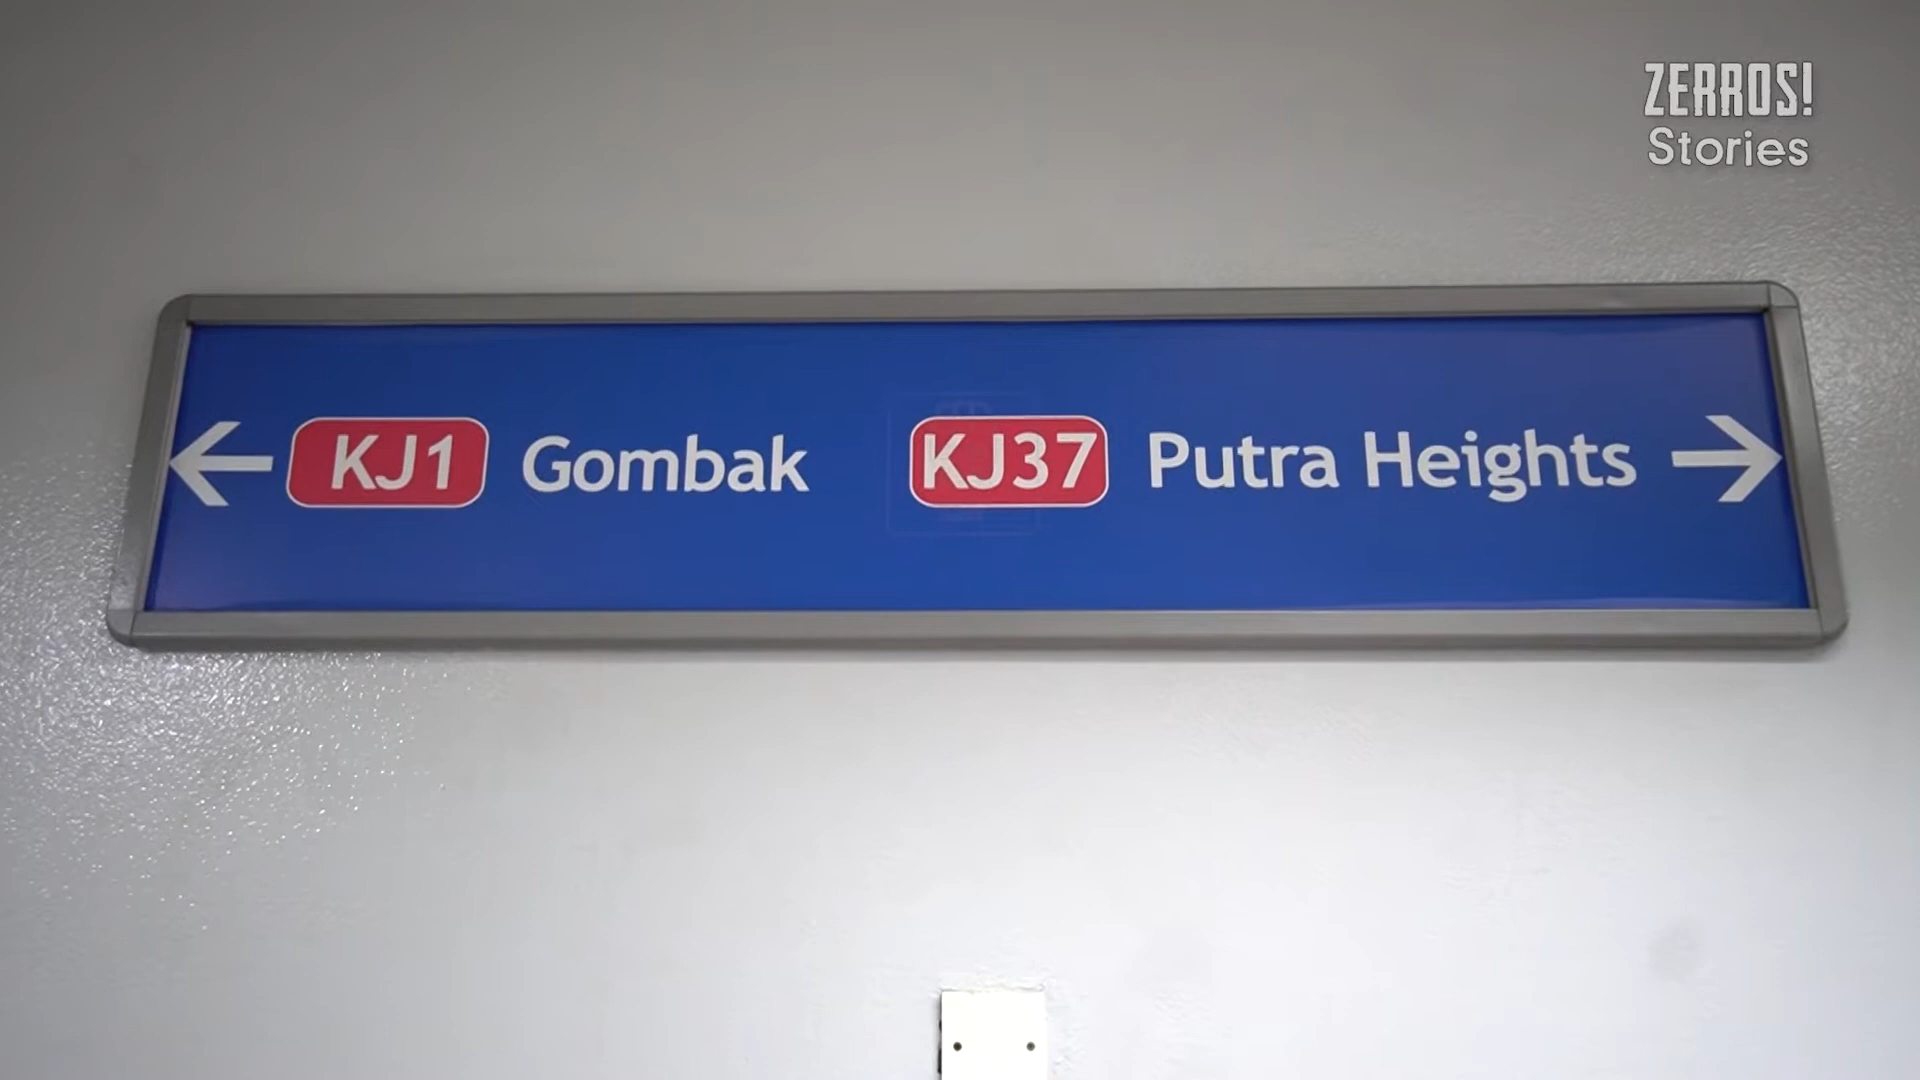 ZERROS!
Stories
← KJ1 Gombak KJ37 Putra Heights →